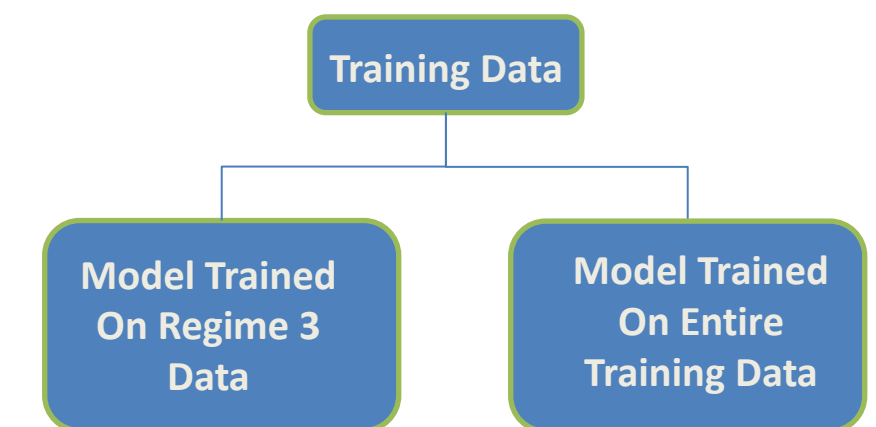 Training Data
Model Trained
On Regime 3
Data
Model Trained
On Entire
Training Data